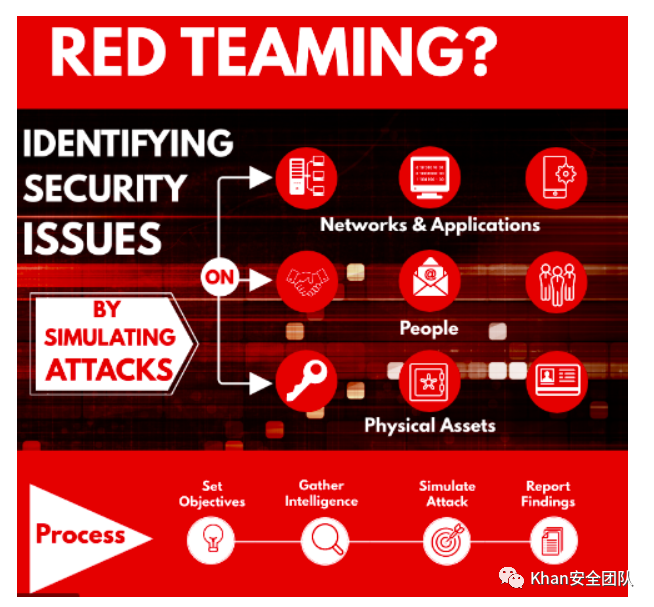 RED TEAMING?
IDENTIFYING
SECURITY
ISSUES
ON
BY
SIMULATING
ATTACKS
Networks & Applications
@
People
Physical Assets
Process
Set
Objectives
Gather
Intelligence
Simulate
Attack
Report
Findings
Khan安全团队